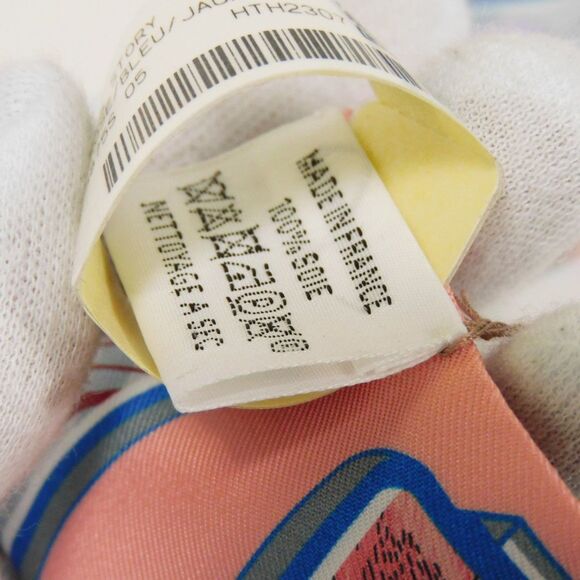 STORY
/BLEU/JAU
HTH2307
05
MADE IN FRANCE
100% SOIE
NETTOYAGE A SEC